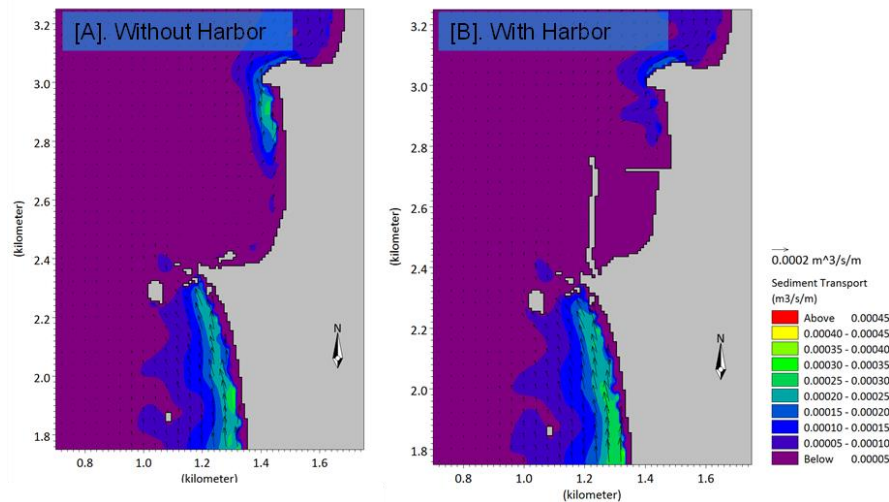 [A]. Without Harbor
3.2
3.0
2.8
2.6
2.4
2.2
2.0
1.8
(kilometer)
0.8 1.0 1.2 1.4 1.6
(kilometer)
[B]. With Harbor
3.2
3.0
2.8
2.6
2.4
2.2
2.0
1.8
(kilometer)
0.8 1.0 1.2 1.4 1.6
(kilometer)
N
N
0.0002 m^3/s/m
Sediment Transport
(m3/s/m)
Above 0.00045
0.00040 - 0.00045
0.00035 - 0.00040
0.00030 - 0.00035
0.00025 - 0.00030
0.00020 - 0.00025
0.00015 - 0.00020
0.00010 - 0.00015
0.00005 - 0.00010
Below 0.00005